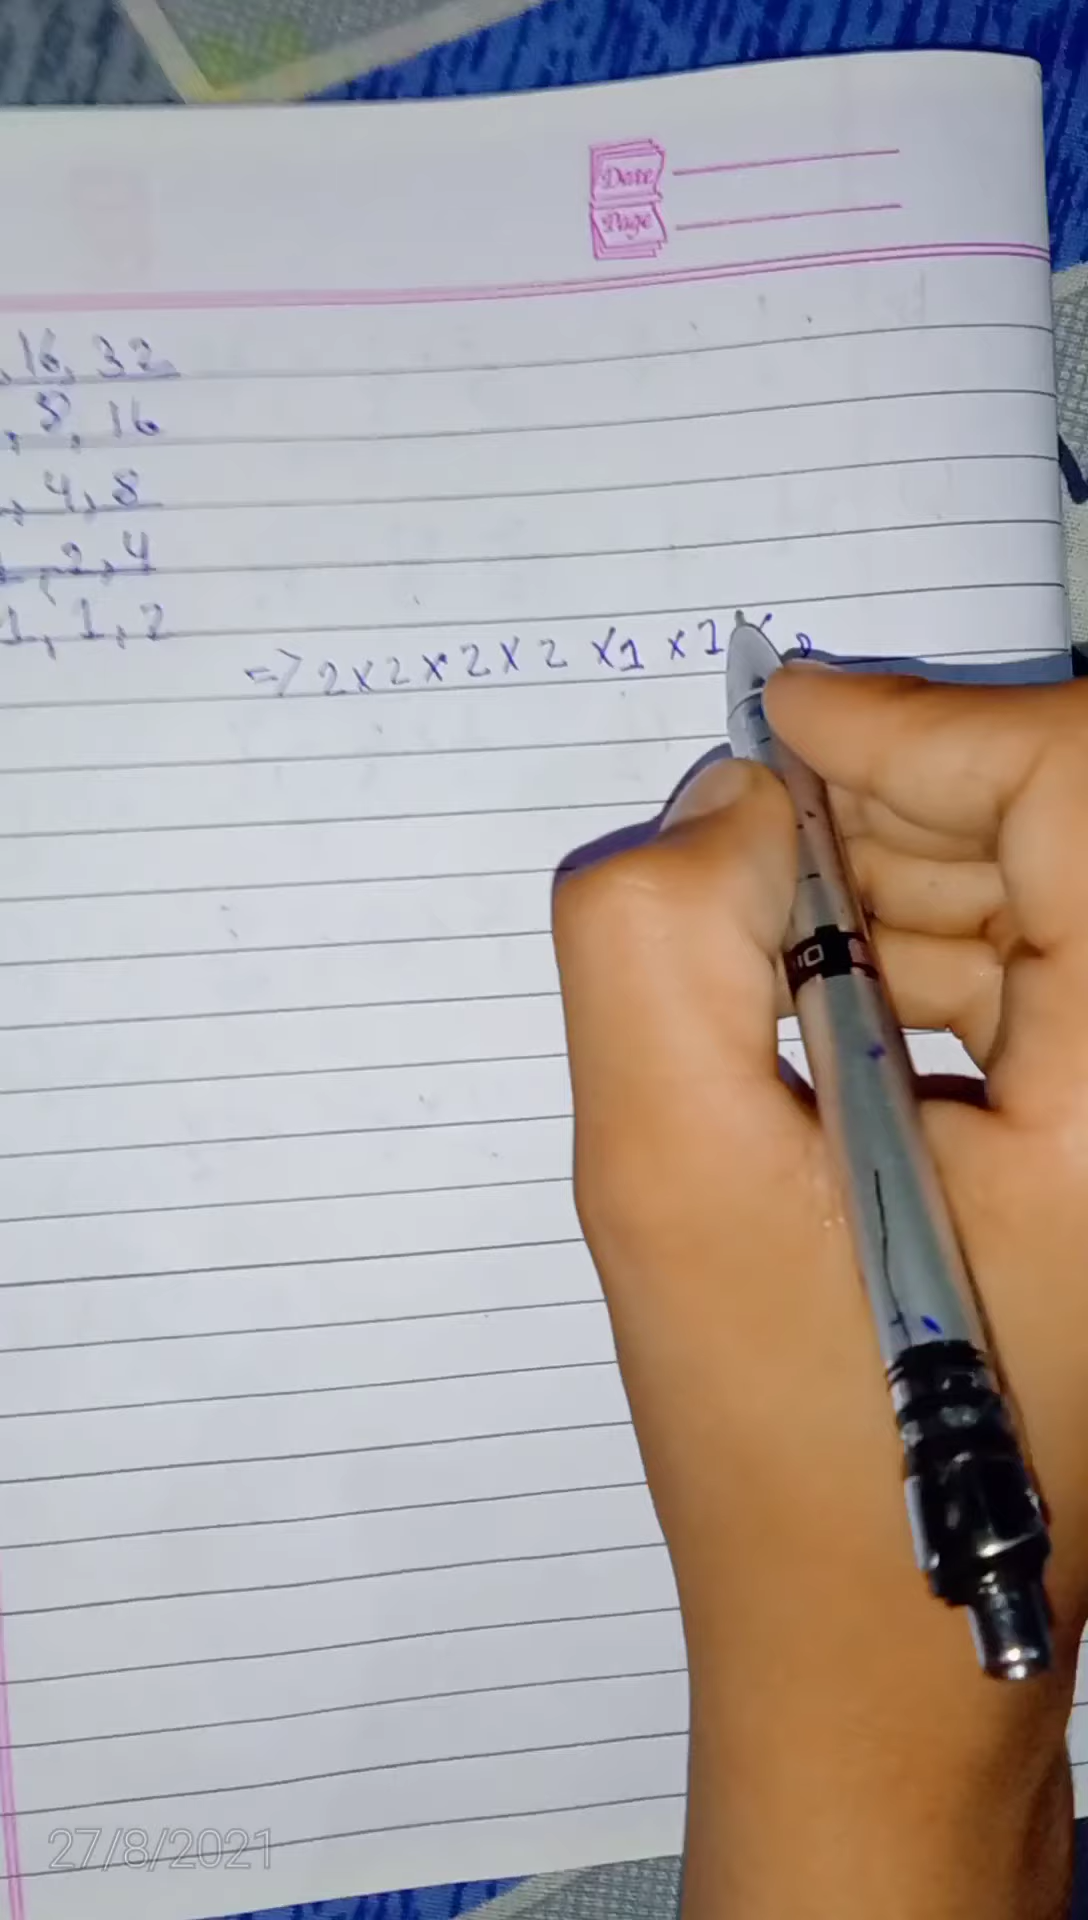 Date
Page
, 16, 32
, 8, 16
, 4, 8
1, 2, 4
1, 1, 2
=> 2 x 2 x 2 x 2 x 1 x 1 x
27/8/2021